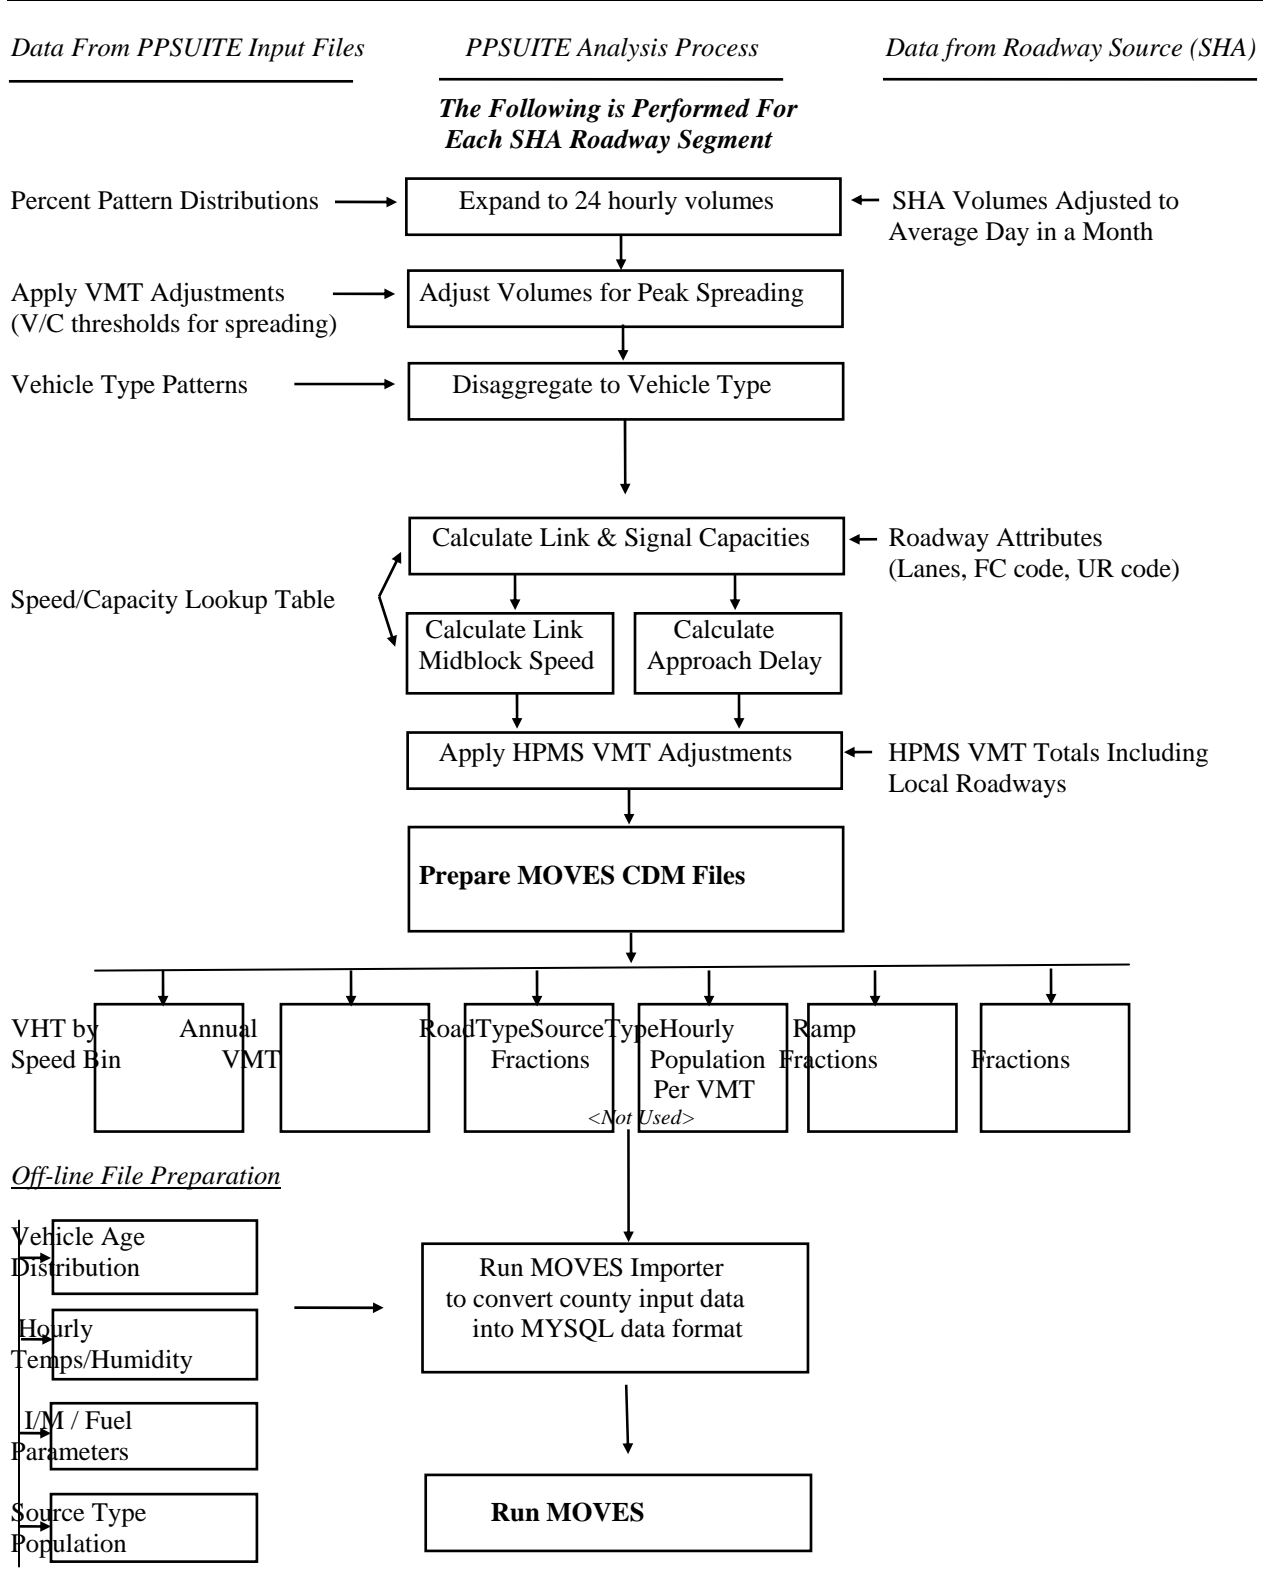 Data From PPSUITE Input Files
PPSUITE Analysis Process
Data from Roadway Source (SHA)
The Following is Performed For
Each SHA Roadway Segment
Percent Pattern Distributions
Expand to 24 hourly volumes
SHA Volumes Adjusted to
Average Day in a Month
Apply VMT Adjustments
(V/C thresholds for spreading)
Adjust Volumes for Peak Spreading
Vehicle Type Patterns
Disaggregate to Vehicle Type
Calculate Link & Signal Capacities
Roadway Attributes
(Lanes, FC code, UR code)
Speed/Capacity Lookup Table
Calculate Link
Midblock Speed
Calculate
Approach Delay
Apply HPMS VMT Adjustments
HPMS VMT Totals Including
Local Roadways
Prepare MOVES CDM Files
VHT by
Speed Bin
Annual
VMT
RoadType
Fractions
SourceType
Population
<Not Used>
Hourly
Per VMT
Ramp
Fractions
Fractions
Off-line File Preparation
Vehicle Age
Distribution
Hourly
Temps/Humidity
I/M / Fuel
Parameters
Source Type
Population
Run MOVES Importer
to convert county input data
into MYSQL data format
Run MOVES